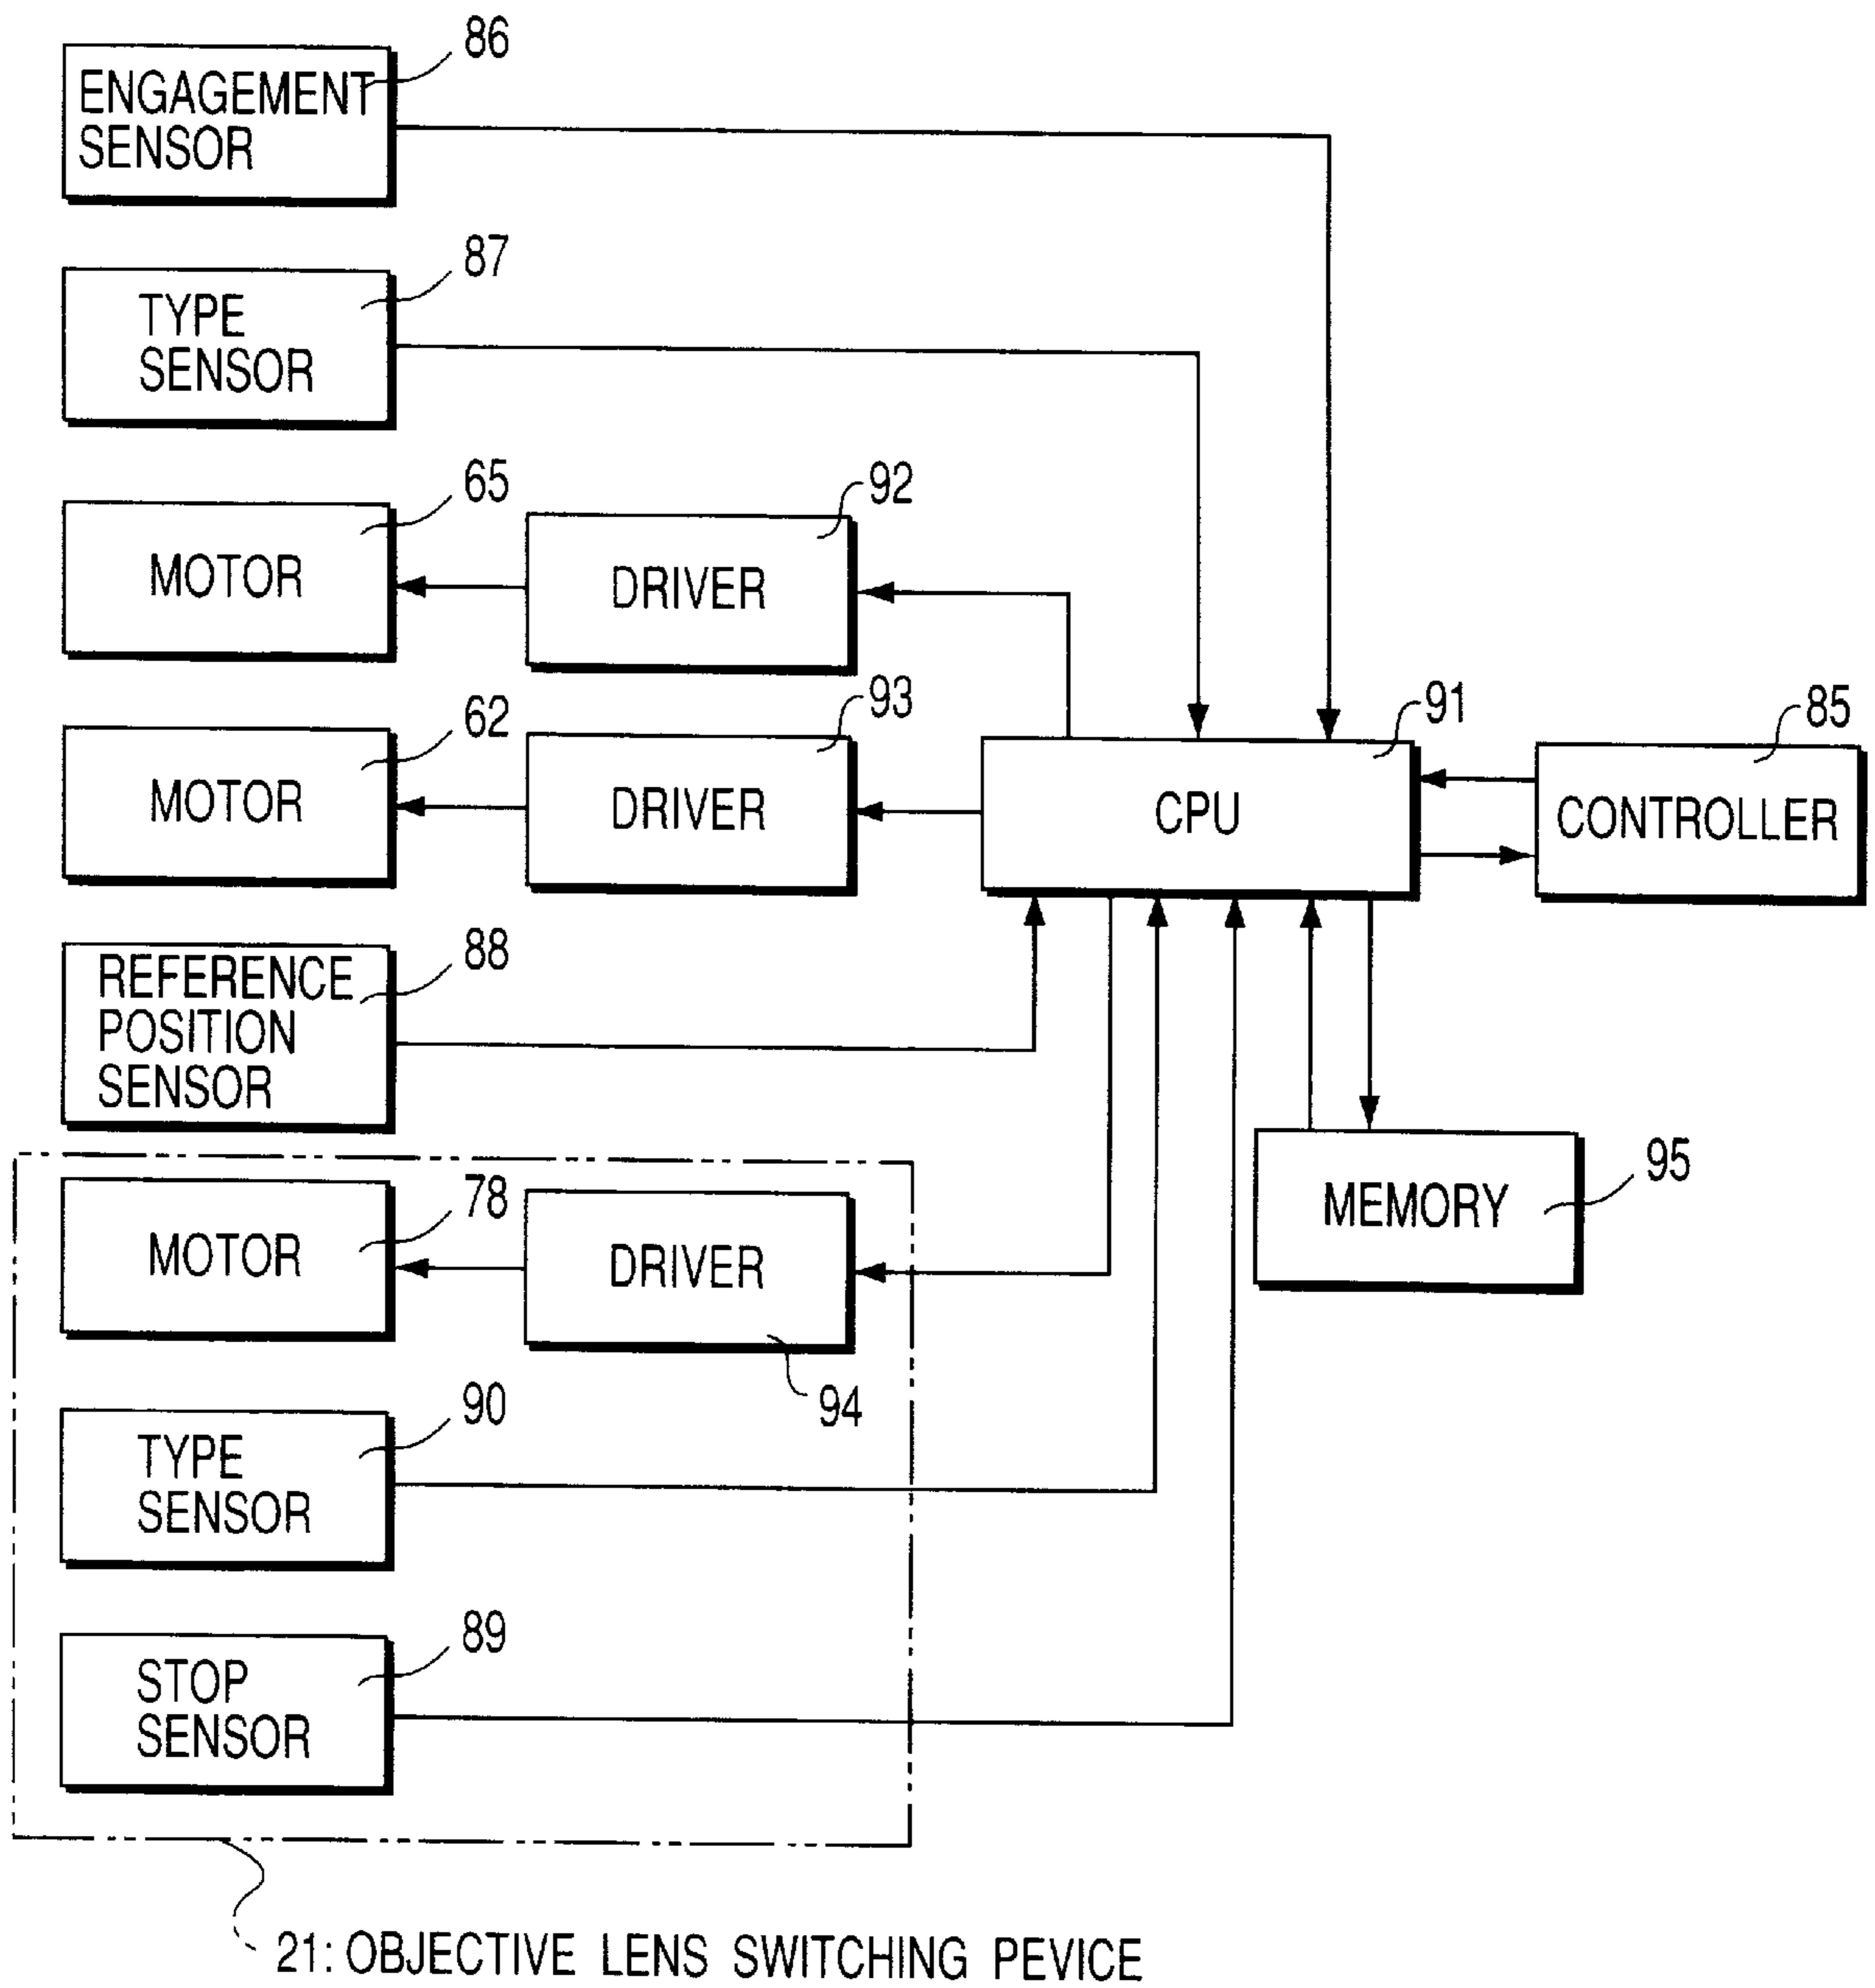 86
ENGAGEMENT
SENSOR
87
TYPE
SENSOR
65
MOTOR
92
DRIVER
62
MOTOR
93
DRIVER
91
CPU
85
CONTROLLER
88
REFERENCE
POSITION
SENSOR
78
MOTOR
DRIVER
94
95
MEMORY
90
TYPE
SENSOR
89
STOP
SENSOR
21: OBJECTIVE LENS SWITCHING PEVICE